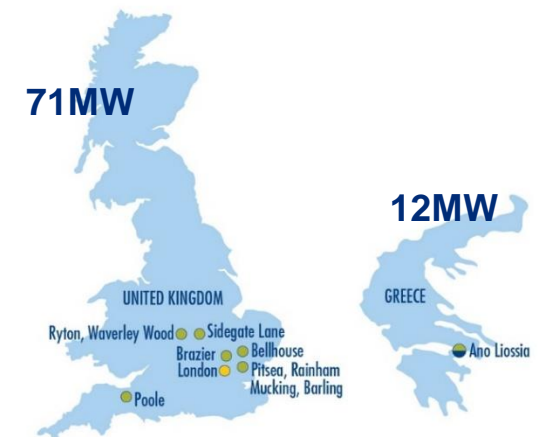 71MW
12MW
UNITED KINGDOM
GREECE
Ryton, Waverley Wood
Sidegate Lane
Brazier
Bellhouse
London
Pitsea, Rainham
Mucking, Barling
Ano Liossia
Poole